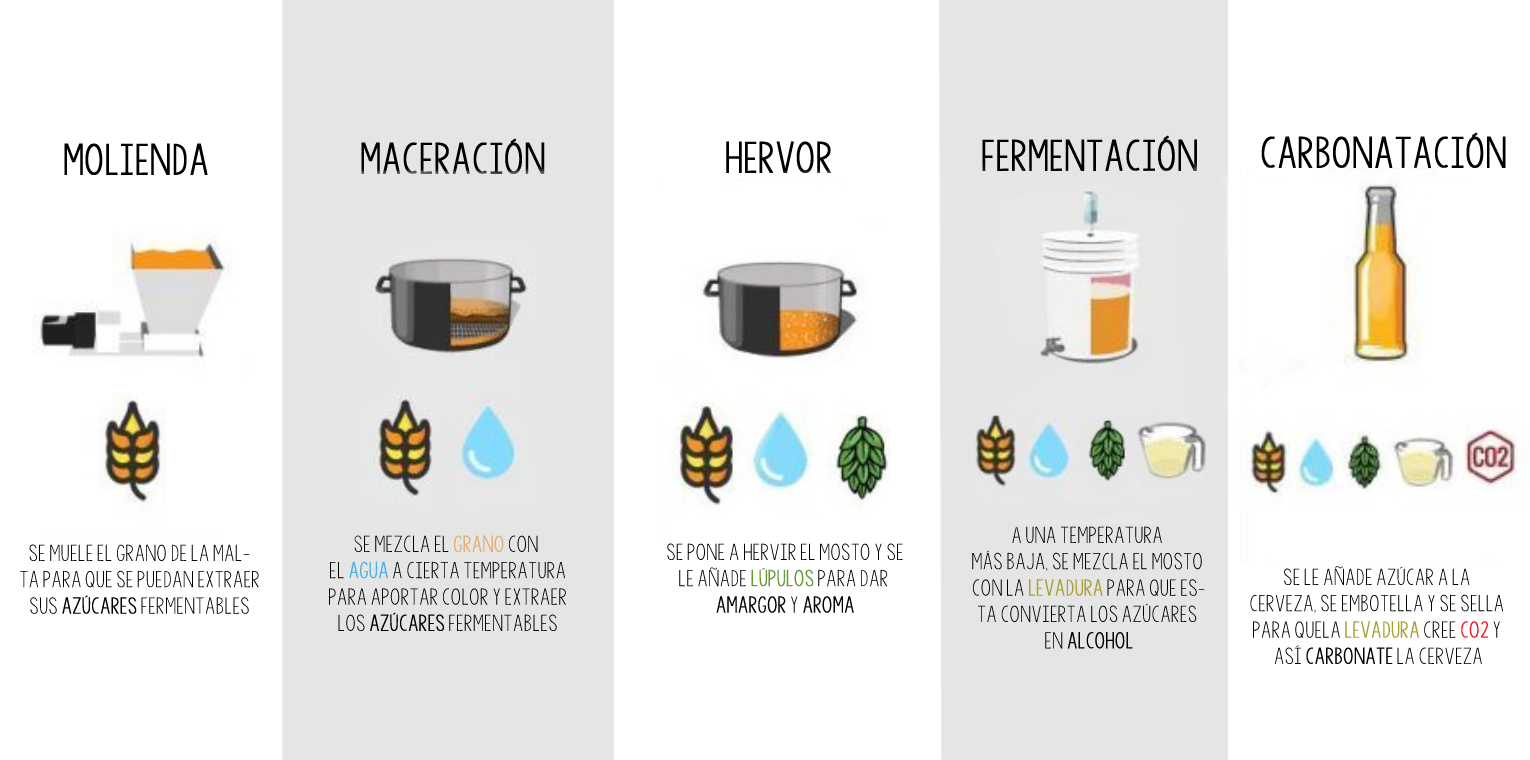 MOLIENDA
SE MUELE EL GRANO DE LA MAL-
TA PARA QUE SE PUEDAN EXTRAER
SUS AZÚCARES FERMENTABLES
MACERACIÓN
SE MEZCLA EL GRANO CON
EL AGUA A CIERTA TEMPERATURA
PARA APORTAR COLOR Y EXTRAER
LOS AZÚCARES FERMENTABLES
HERVOR
SE PONE A HERVIR EL MOSTO Y SE
LE AÑADE LÚPULOS PARA DAR
AMARGOR Y AROMA
FERMENTACIÓN
A UNA TEMPERATURA
MÁS BAJA, SE MEZCLA EL MOSTO
CON LA LEVADURA PARA QUE ES-
TA CONVIERTA LOS AZÚCARES
EN ALCOHOL
CARBONATACIÓN
CO2
SE LE AÑADE AZÚCAR A LA
CERVEZA, SE EMBOTELLA Y SE SELLA
PARA QUELA LEVADURA CREE CO2 Y
ASÍ CARBONATE LA CERVEZA